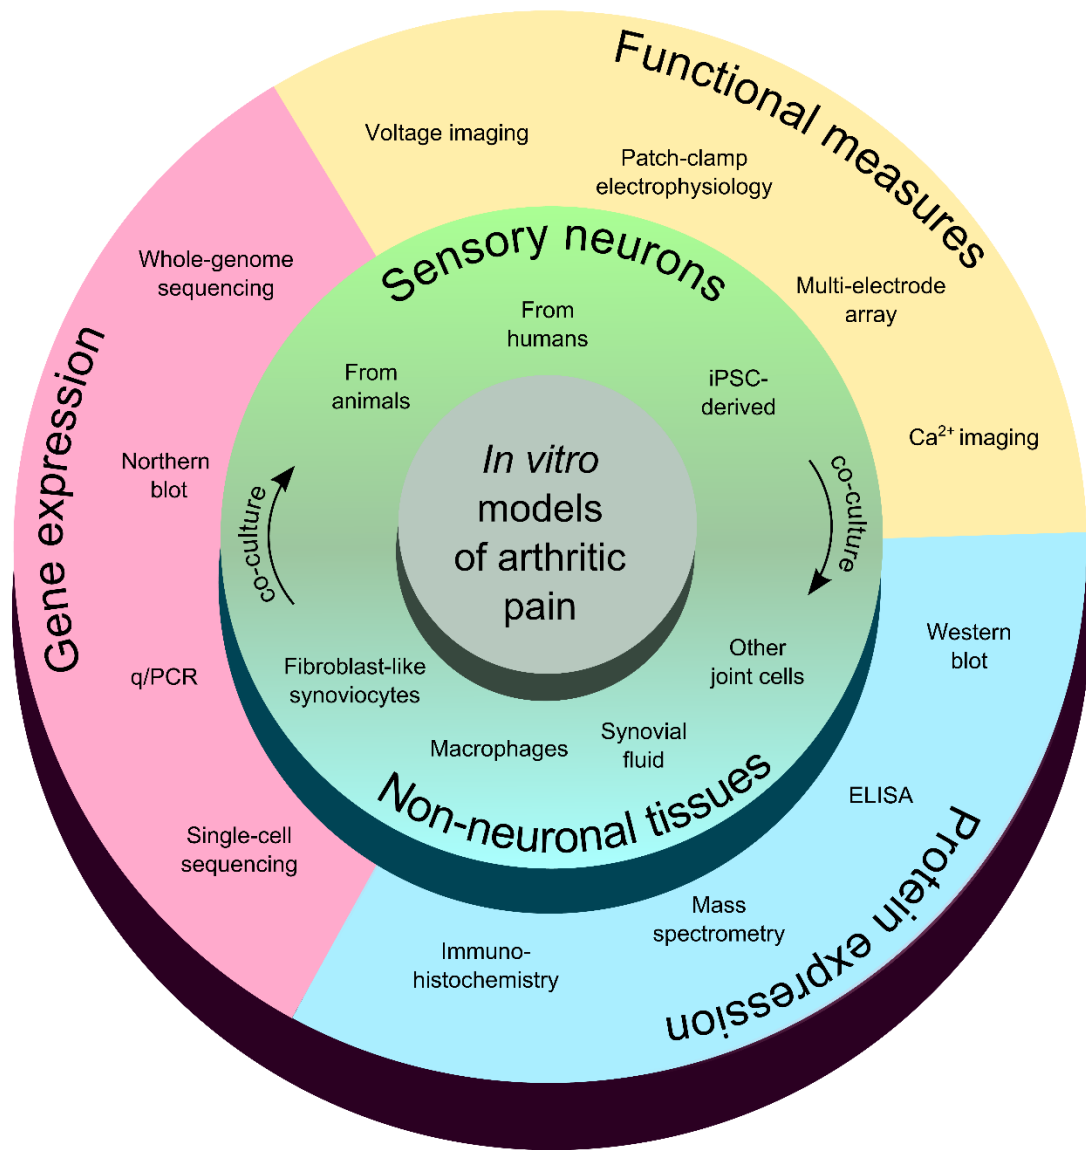 Functional measures
Voltage imaging
Patch-clamp
electrophysiology
Multi-electrode
array
Ca²⁺ imaging
Gene expression
Whole-genome
sequencing
Northern
blot
q/PCR
Single-cell
sequencing
Sensory neurons
From
humans
From
animals
iPSC-
derived
co-culture
co-culture
In vitro
models
of arthritic
pain
Fibroblast-like
synoviocytes
Macrophages
Synovial
fluid
Other
joint cells
Non-neuronal tissues
Western
blot
ELISA
Mass
spectrometry
Immuno-
histochemistry
Protein expression